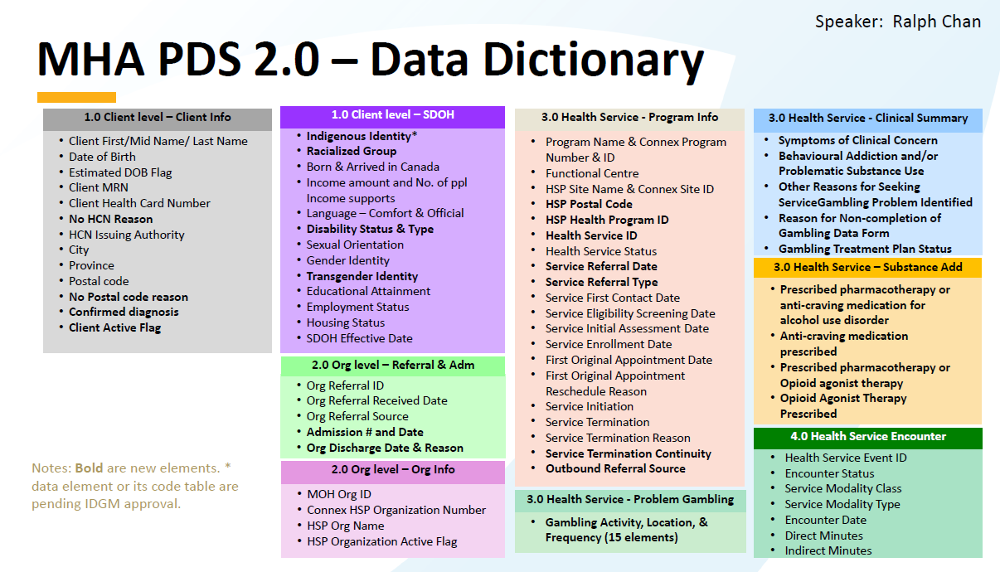 Speaker: Ralph Chan
MHA PDS 2.0 – Data Dictionary
1.0 Client level – Client Info
• Client First/Mid Name/ Last Name
• Date of Birth
• Estimated DOB Flag
• Client MRN
• Client Health Card Number
• No HCN Reason
• HCN Issuing Authority
• City
• Province
• Postal code
• No Postal code reason
• Confirmed diagnosis
• Client Active Flag
Notes: Bold are new elements. *
data element or its code table are
pending IDGM approval.
1.0 Client level – SDOH
• Indigenous Identity*
• Racialized Group
• Born & Arrived in Canada
• Income amount and No. of ppl
Income supports
• Language – Comfort & Official
• Disability Status & Type
• Sexual Orientation
• Gender Identity
• Transgender Identity
• Educational Attainment
• Employment Status
• Housing Status
• SDOH Effective Date
2.0 Org level – Referral & Adm
• Org Referral ID
• Org Referral Received Date
• Org Referral Source
• Admission # and Date
• Org Discharge Date & Reason
2.0 Org level – Org Info
• MOH Org ID
• Connex HSP Organization Number
• HSP Org Name
• HSP Organization Active Flag
3.0 Health Service - Program Info
• Program Name & Connex Program
Number & ID
• Functional Centre
• HSP Site Name & Connex Site ID
• HSP Postal Code
• HSP Health Program ID
• Health Service ID
• Health Service Status
• Service Referral Date
• Service Referral Type
• Service First Contact Date
• Service Eligibility Screening Date
• Service Initial Assessment Date
• Service Enrollment Date
• First Original Appointment Date
• First Original Appointment
Reschedule Reason
• Service Initiation
• Service Termination
• Service Termination Reason
• Service Termination Continuity
• Outbound Referral Source
3.0 Health Service - Problem Gambling
• Gambling Activity, Location, &
Frequency (15 elements)
3.0 Health Service - Clinical Summary
• Symptoms of Clinical Concern
• Behavioural Addiction and/or
Problematic Substance Use
• Other Reasons for Seeking
ServiceGambling Problem Identified
• Reason for Non-completion of
Gambling Data Form
• Gambling Treatment Plan Status
3.0 Health Service – Substance Add
• Prescribed pharmacotherapy or
anti-craving medication for
alcohol use disorder
• Anti-craving medication
prescribed
• Prescribed pharmacotherapy or
Opioid agonist therapy
• Opioid Agonist Therapy
Prescribed
4.0 Health Service Encounter
• Health Service Event ID
• Encounter Status
• Service Modality Class
• Service Modality Type
• Encounter Date
• Direct Minutes
• Indirect Minutes